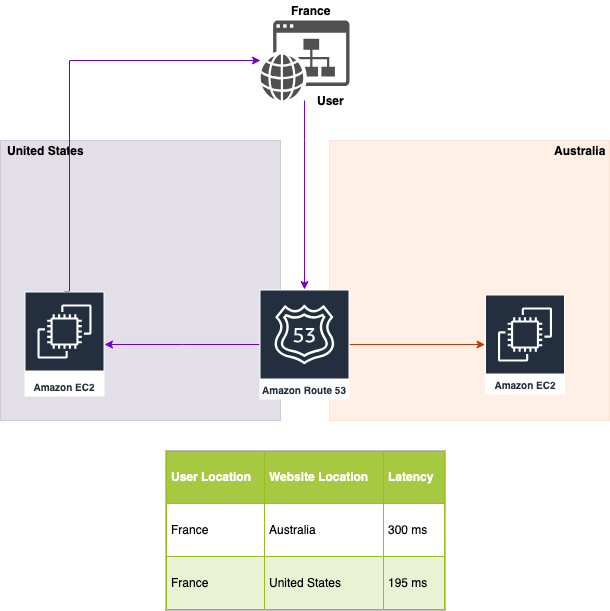 France
User
United States
Australia
53
Amazon EC2
Amazon Route 53
Amazon EC2
User Location Website Location Latency
France Australia 300 ms
France United States 195 ms